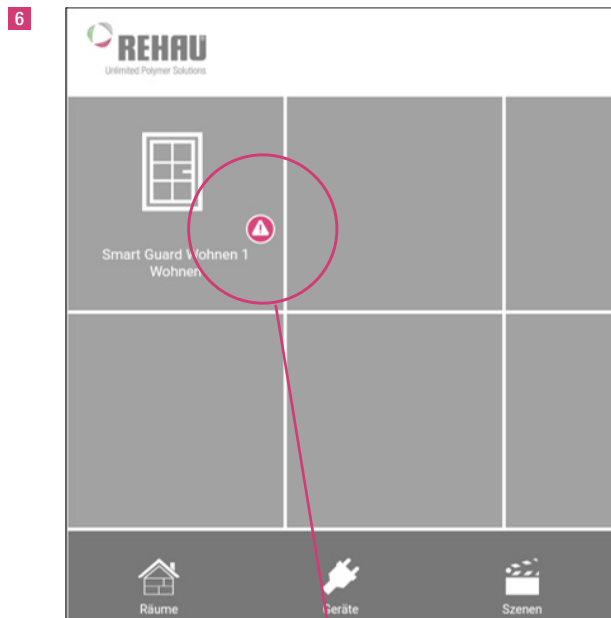 6
REHAU
Unlimited Polymer Solutions
Smart Guard Wohnen 1
Wohnen
Räume
Geräte
Szenen